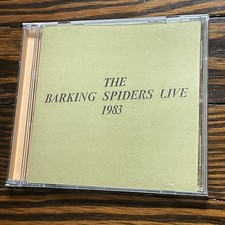 THE
BARKING SPIDERS LIVE
1983